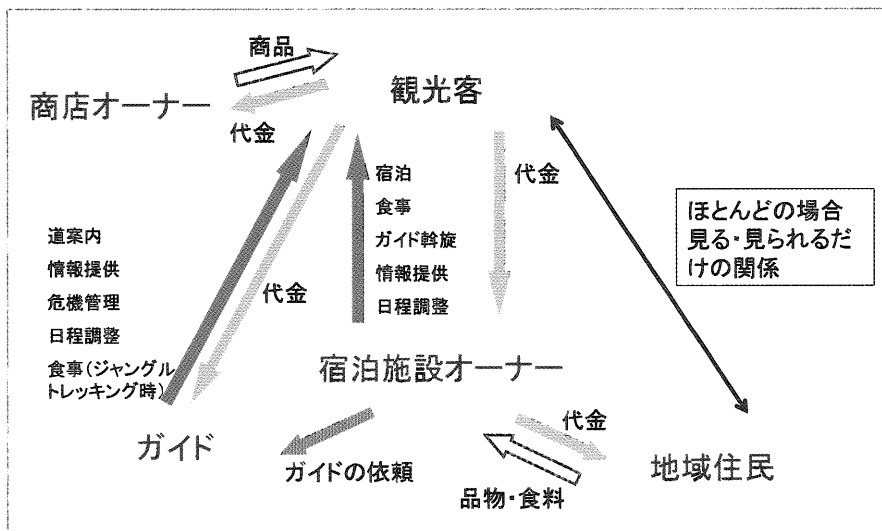 商品
観光客
商店オーナー
代金
宿泊
食事
ガイド斡旋
情報提供
日程調整
代金
ほとんどの場合
見る・見られるだ
けの関係
道案内
情報提供
危機管理
日程調整
食事(ジャングル
トレッキング時)
代金
宿泊施設オーナー
代金
ガイド
ガイドの依頼
品物・食料
地域住民